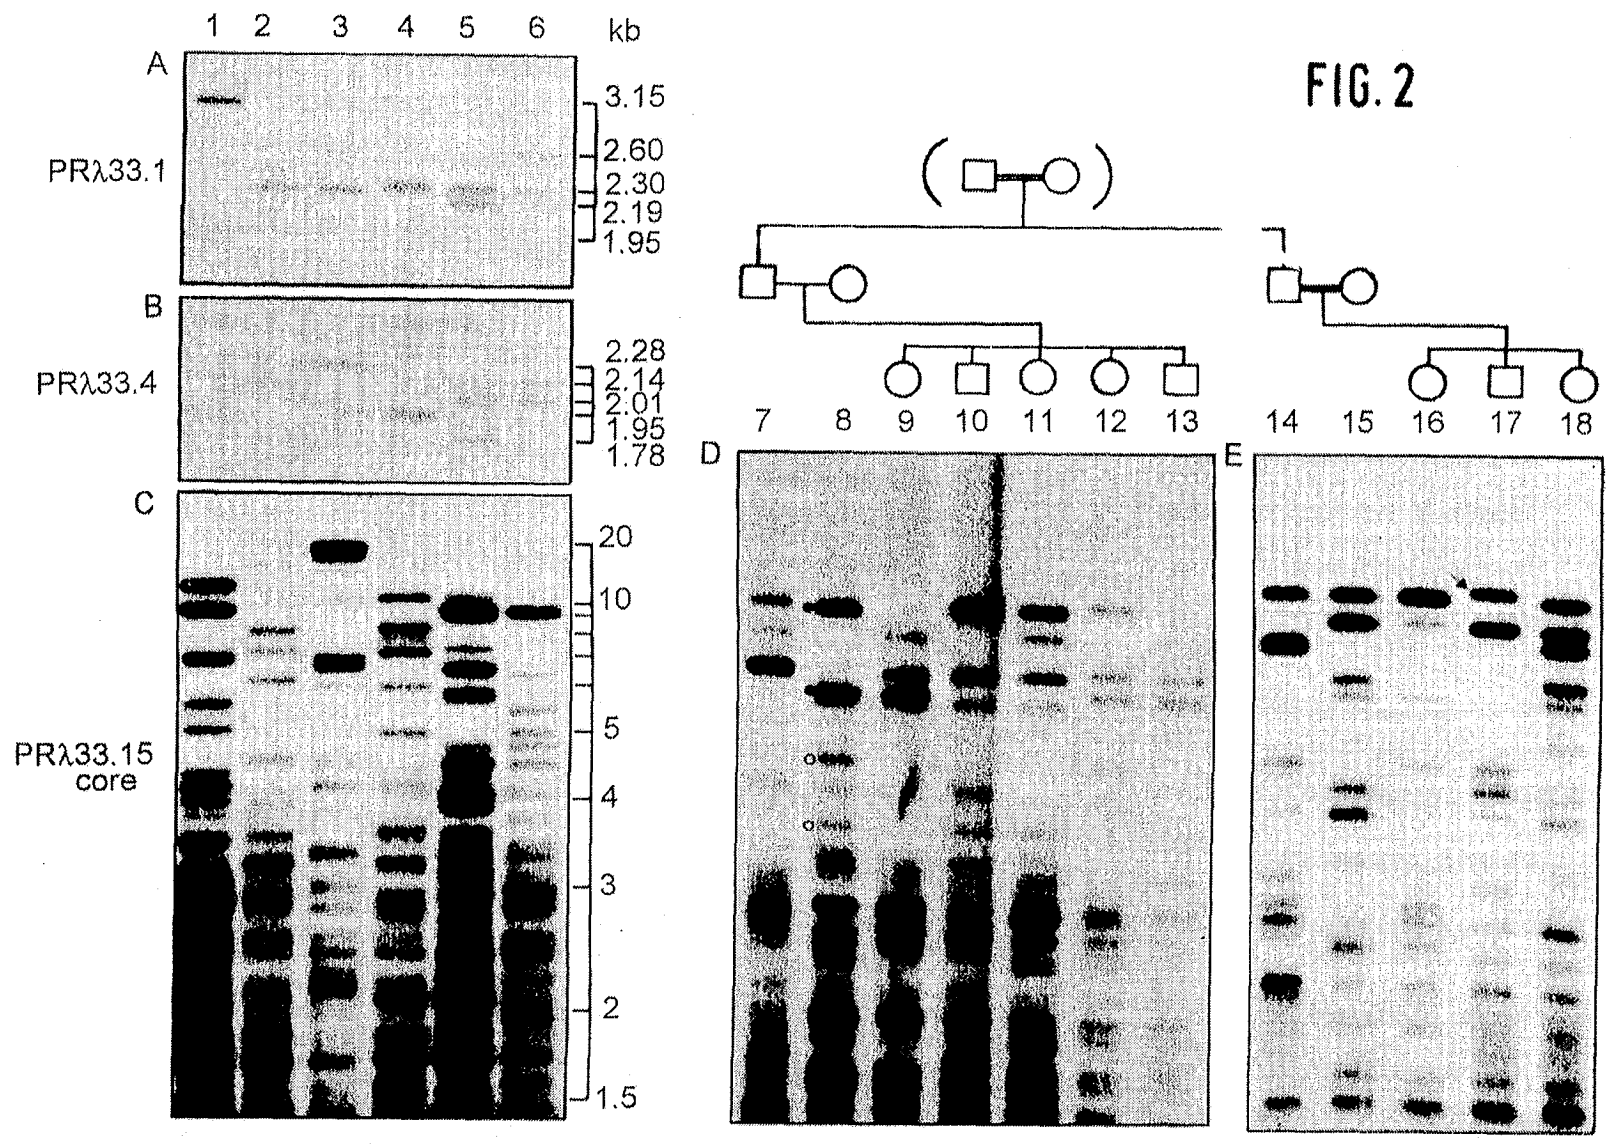 FIG. 2
1 2 3 4 5 6 kb
A
PRλ33.1
3.15
2.60
2.30
2.19
1.95
B
PRλ33.4
2.28
2.14
2.01
1.95
1.78
C
PRλ33.15
core
20
10
5
4
3
2
1.5
( )
7 8 9 10 11 12 13
D
14 15 16 17 18
E